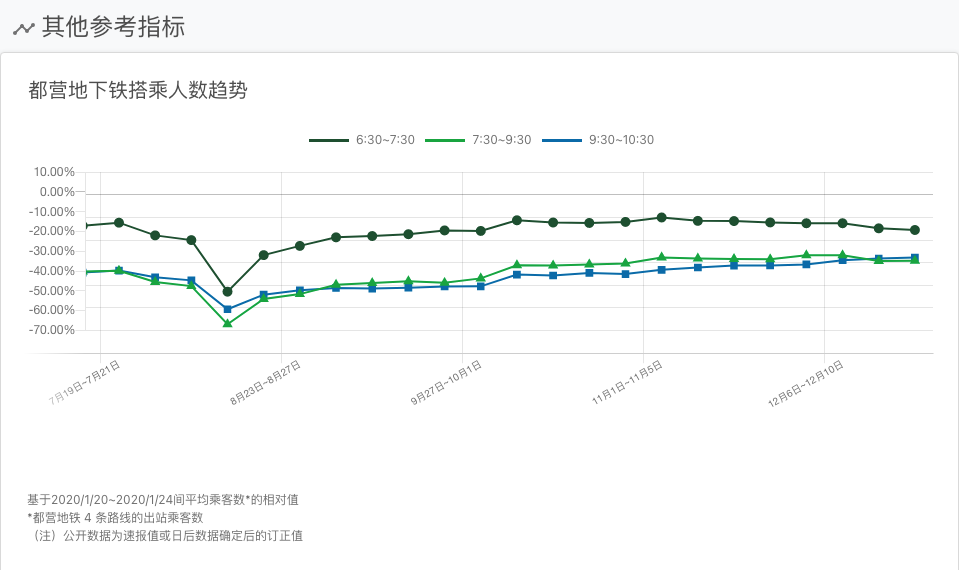 其他参考指标
都营地下铁搭乘人数趋势
6:30~7:30 7:30~9:30 9:30~10:30
10.00%
0.00%
-10.00%
-20.00%
-30.00%
-40.00%
-50.00%
-60.00%
-70.00%
7月19日~7月21日 8月23日~8月27日 9月27日~10月1日 11月1日~11月5日 12月6日~12月10日
基于2020/1/20~2020/1/24间平均乘客数*的相对值
*都营地铁 4 条路线的出站乘客数
（注）公开数据为速报值或日后数据确定后的订正值